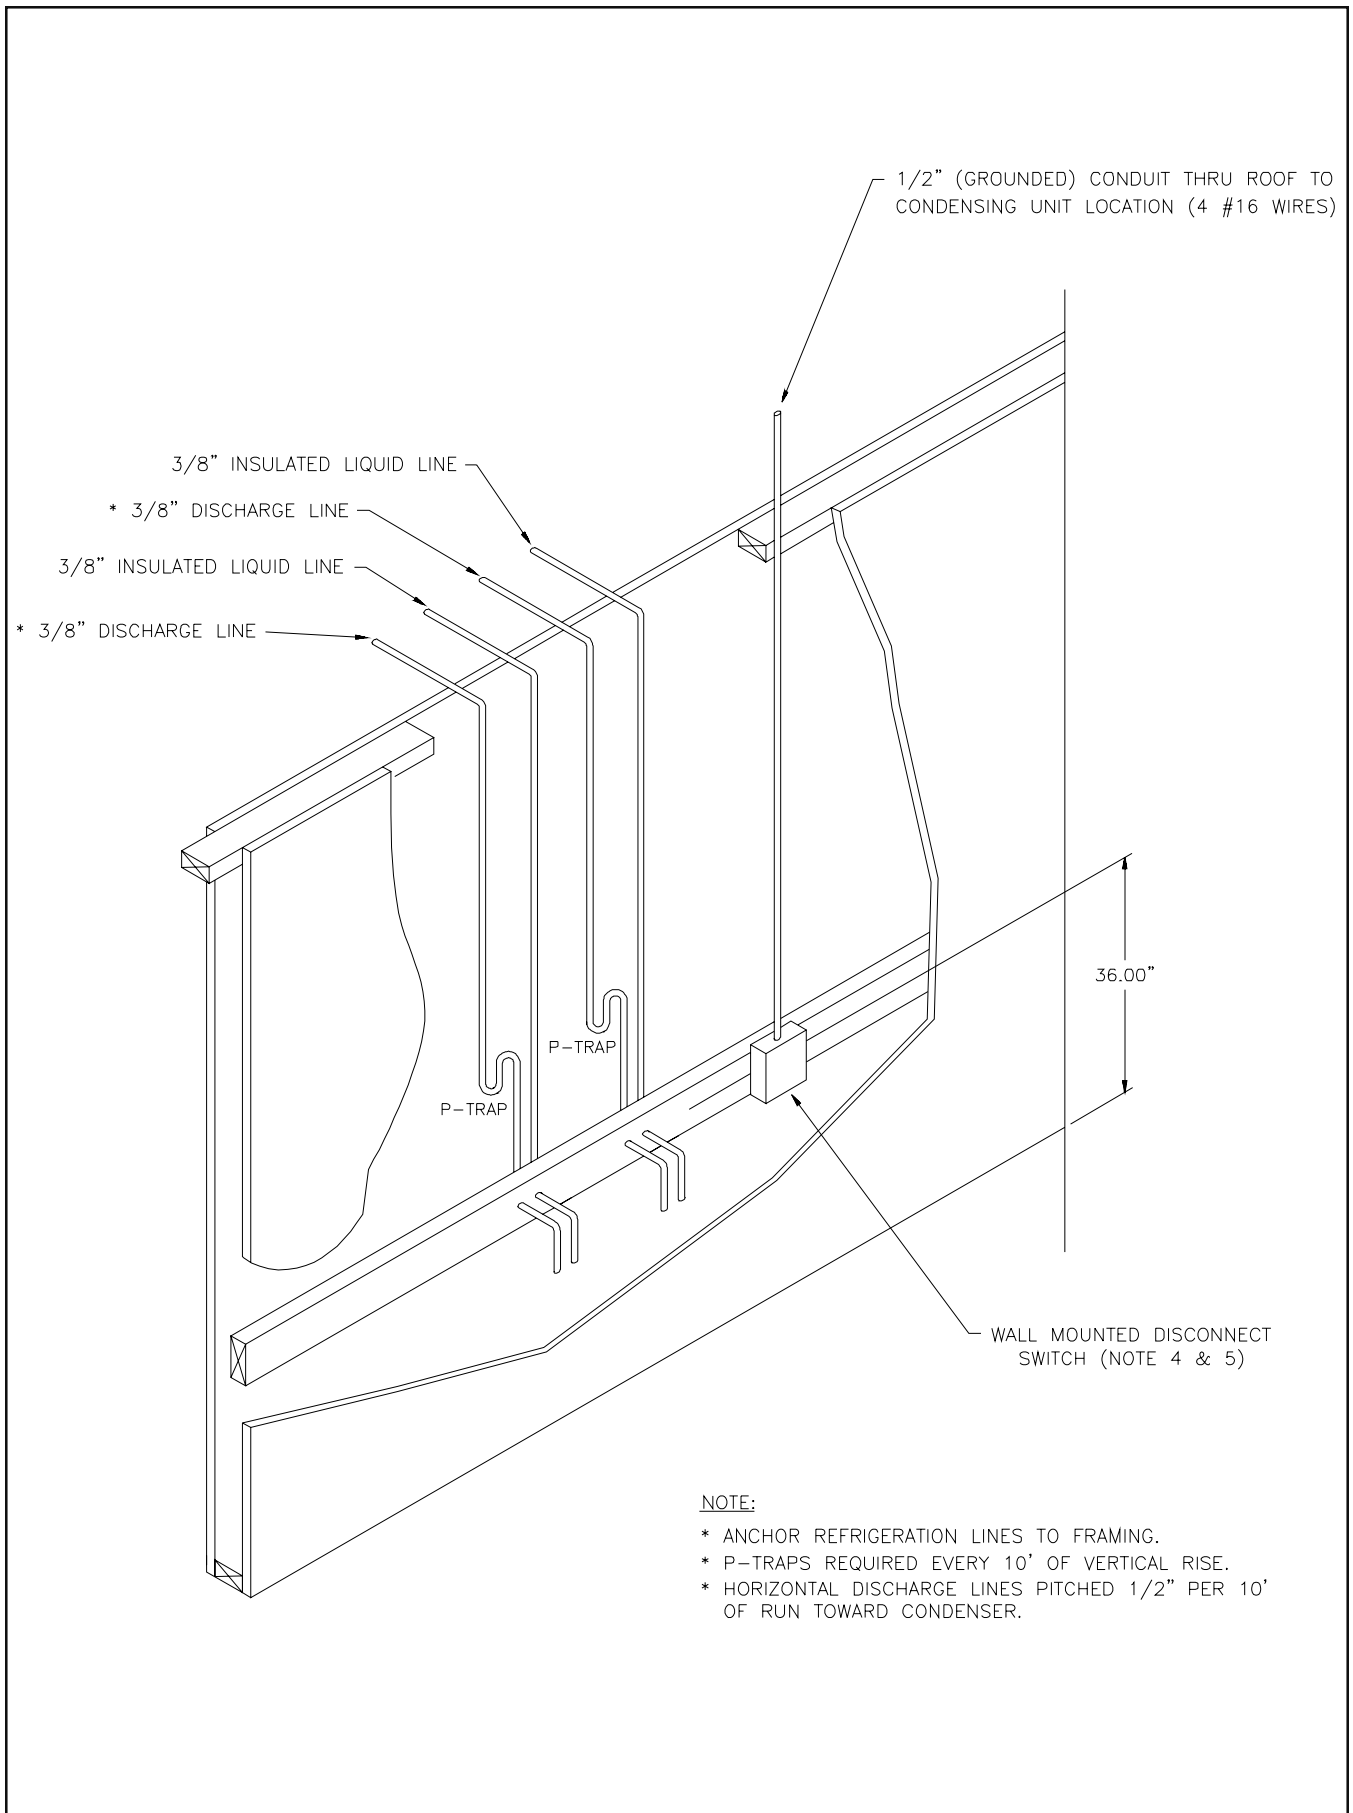 1/2” (GROUNDED) CONDUIT THRU ROOF TO
CONDENSING UNIT LOCATION (4 #16 WIRES)
3/8” INSULATED LIQUID LINE
* 3/8” DISCHARGE LINE
3/8” INSULATED LIQUID LINE
* 3/8” DISCHARGE LINE
36.00”
P-TRAP
P-TRAP
WALL MOUNTED DISCONNECT
SWITCH (NOTE 4 & 5)
NOTE:
* ANCHOR REFRIGERATION LINES TO FRAMING.
* P-TRAPS REQUIRED EVERY 10’ OF VERTICAL RISE.
* HORIZONTAL DISCHARGE LINES PITCHED 1/2” PER 10’
OF RUN TOWARD CONDENSER.